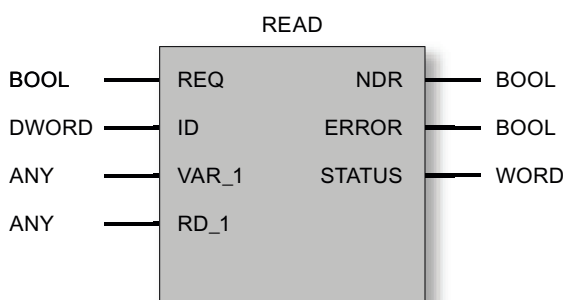 READ
BOOL REQ NDR BOOL
DWORD ID ERROR BOOL
ANY VAR_1 STATUS WORD
ANY RD_1